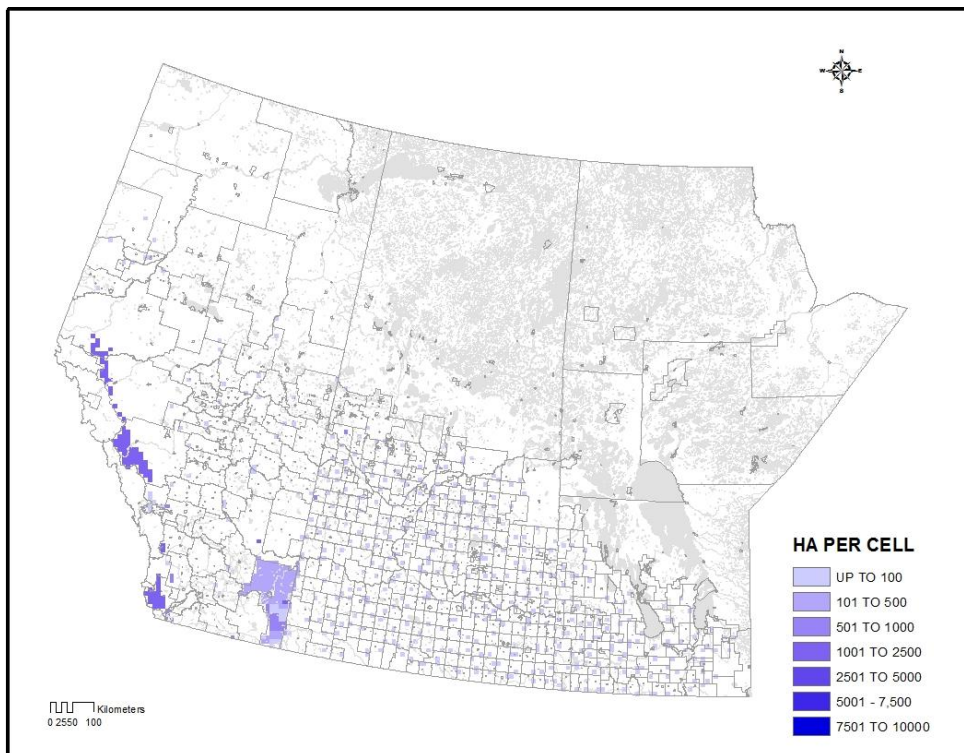 N
W E
S
HA PER CELL
UP TO 100
101 TO 500
501 TO 1000
1001 TO 2500
2501 TO 5000
5001 - 7,500
7501 TO 10000
Kilometers
0 2550 100